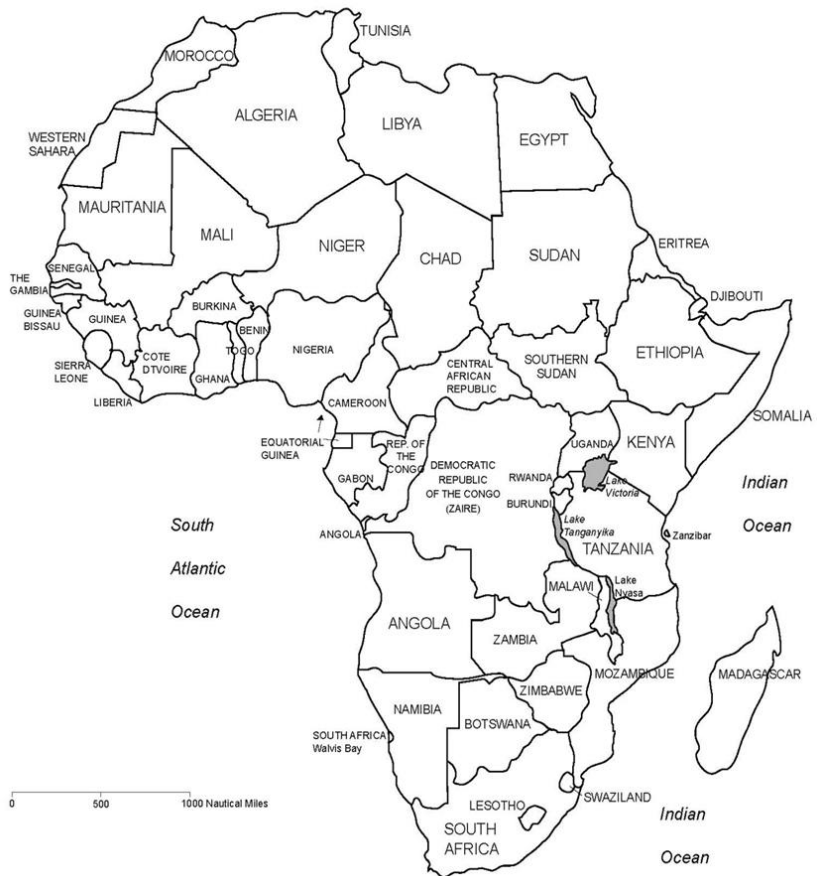 TUNISIA
MOROCCO
ALGERIA
LIBYA
EGYPT
WESTERN
SAHARA
MAURITANIA
MALI
NIGER
CHAD
SUDAN
ERITREA
SENEGAL
THE
GAMBIA
DJIBOUTI
GUINEA
BISSAU
GUINEA
BURKINA
BENIN
TOGO
NIGERIA
COTE
D'TVOIRE
GHANA
SIERRA
LEONE
LIBERIA
CENTRAL
AFRICAN
REPUBLIC
SOUTHERN
SUDAN
ETHIOPIA
SOMALIA
CAMEROON
EQUATORIAL
GUINEA
REP. OF
THE
CONGO
GABON
DEMOCRATIC
REPUBLIC
OF THE CONGO
(ZAIRE)
UGANDA
KENYA
RWANDA
BURUNDI
Lake
Victoria
Indian
Ocean
Lake
Tanganyika
TANZANIA
Zanzibar
South
Atlantic
Ocean
ANGOLA
ANGOLA
MALAWI
Lake
Nyasa
ZAMBIA
MOZAMBIQUE
MADAGASCAR
ZIMBABWE
NAMIBIA
BOTSWANA
SOUTH AFRICA
Walvis Bay
SWAZILAND
LESOTHO
SOUTH
AFRICA
Indian
Ocean
0 500 1000 Nautical Miles